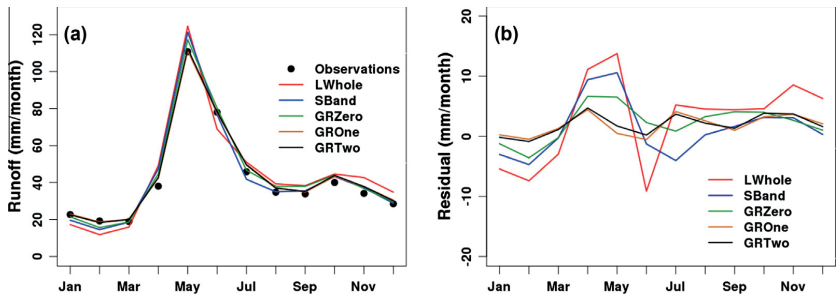 (a)
Runoff (mm/month)
120
100
80
60
40
20
0
Observations
LWhole
SBand
GRZero
GROne
GRTwo
Jan Mar May Jul Sep Nov
(b)
Residual (mm/month)
20
10
0
-10
-20
LWhole
SBand
GRZero
GROne
GRTwo
Jan Mar May Jul Sep Nov